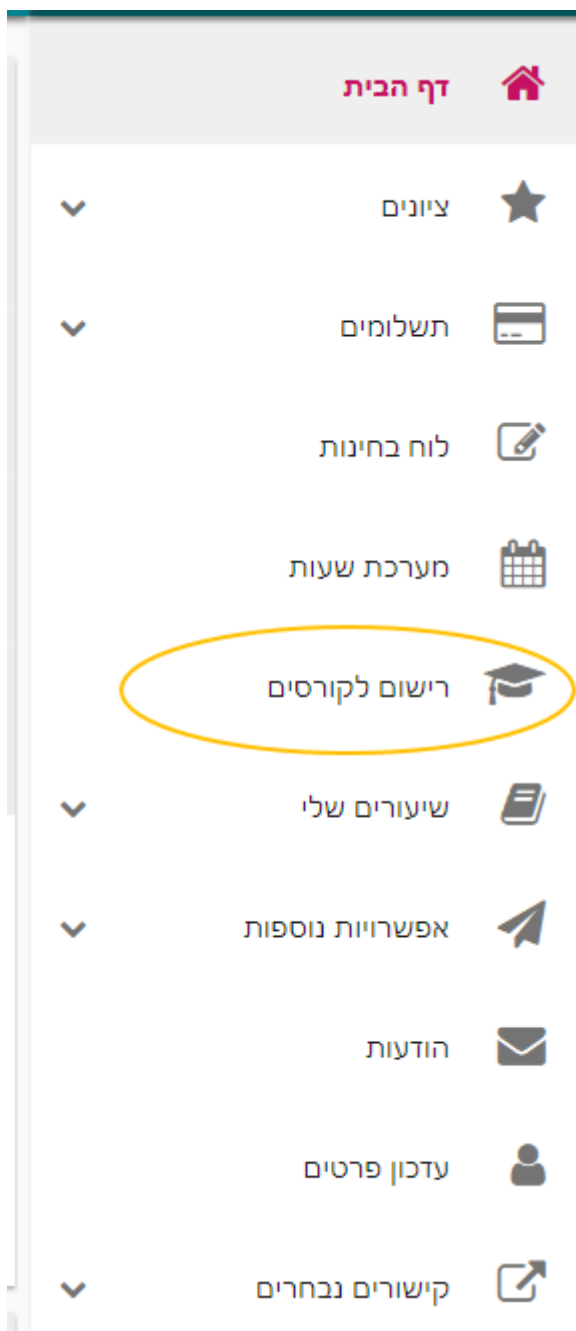 דף הבית
ציונים
תשלומים
לוח בחינות
מערכת שעות
רישום לקורסים
שיעורים שלי
אפשרויות נוספות
הודעות
עדכון פרטים
קישורים נבחרים